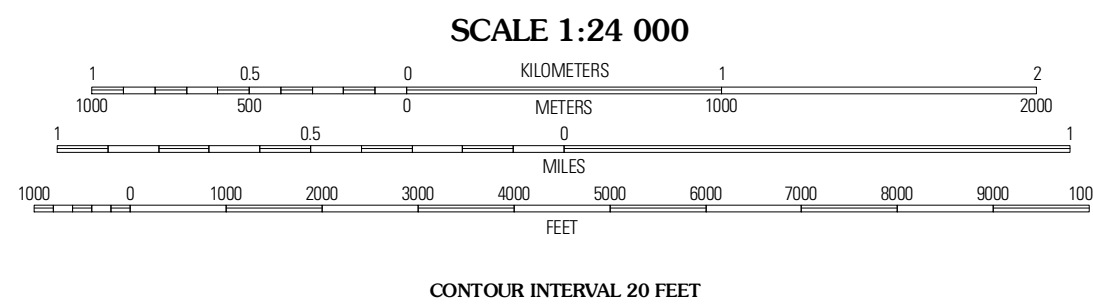 SCALE 1:24 000
1 0.5 0 KILOMETERS 1 2
1000 500 0 METERS 1000 2000
1 0.5 0 1
MILES
1000 0 1000 2000 3000 4000 5000 6000 7000 8000 9000 100
FEET
CONTOUR INTERVAL 20 FEET